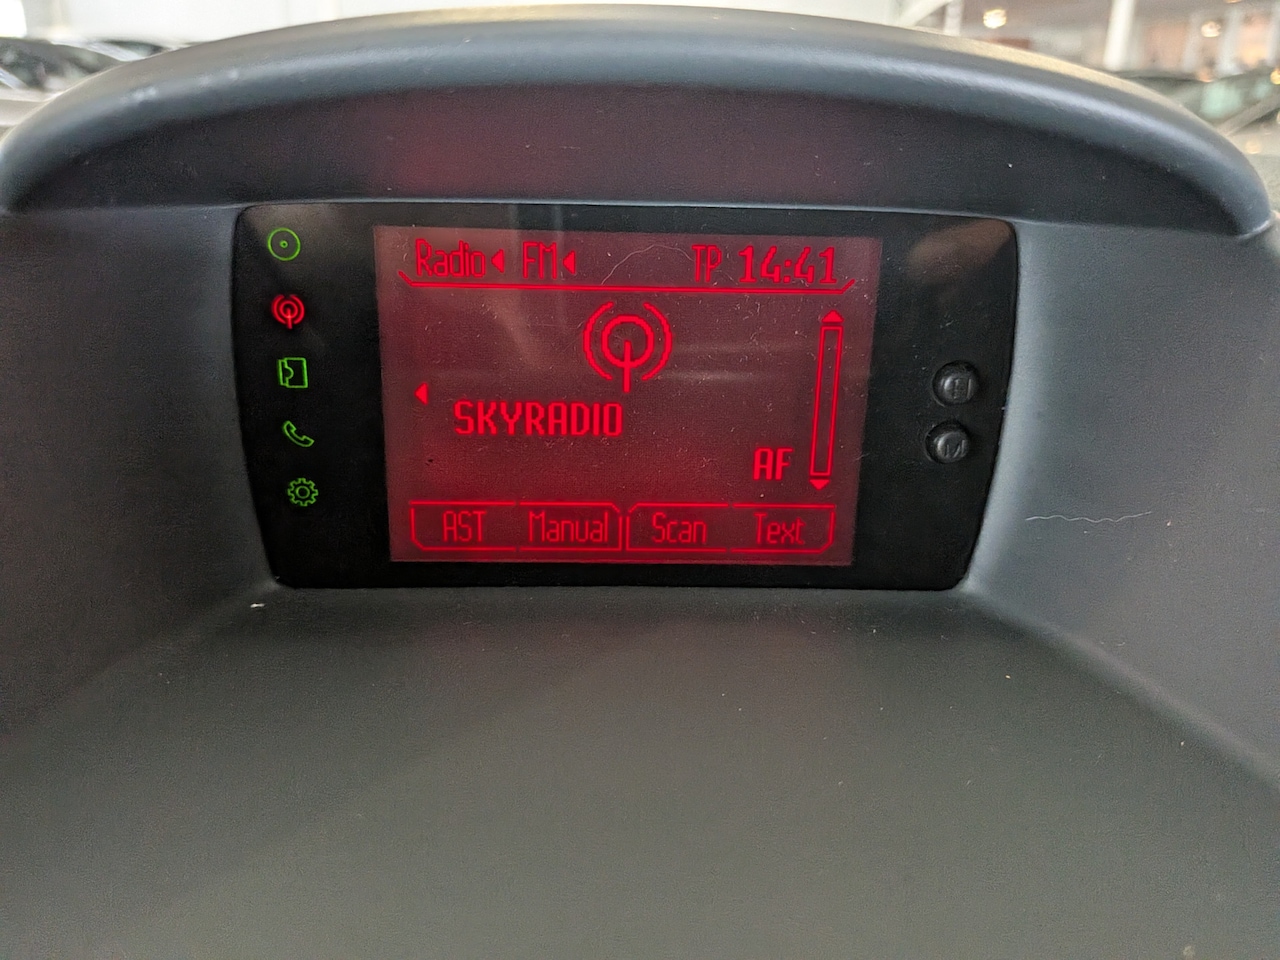 Radio FM TP 14:41
SKYRADIO
AF
AST Manual Scan Text
H
M